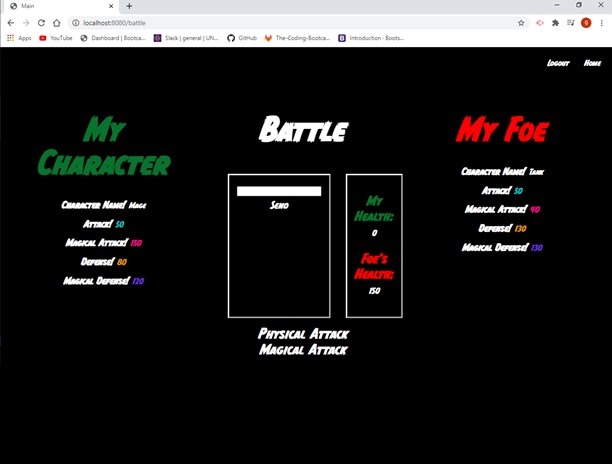 Main
localhost:8080/battle
Apps
YouTube
Dashboard | Bootca...
Slack | general | UN...
GitHub
The-Coding-Bootca...
Introduction · Boots...
Logout
Home
My
Character
Character Name! Mage
Attack! 50
Magical Attack! 150
Defense! 80
Magical Defense! 120
Battle
Send
My
Health:
0
Foe's
Health:
150
Physical Attack
Magical Attack
My Foe
Character Name! Tank
Attack! 50
Magical Attack! 40
Defense! 130
Magical Defense! 130